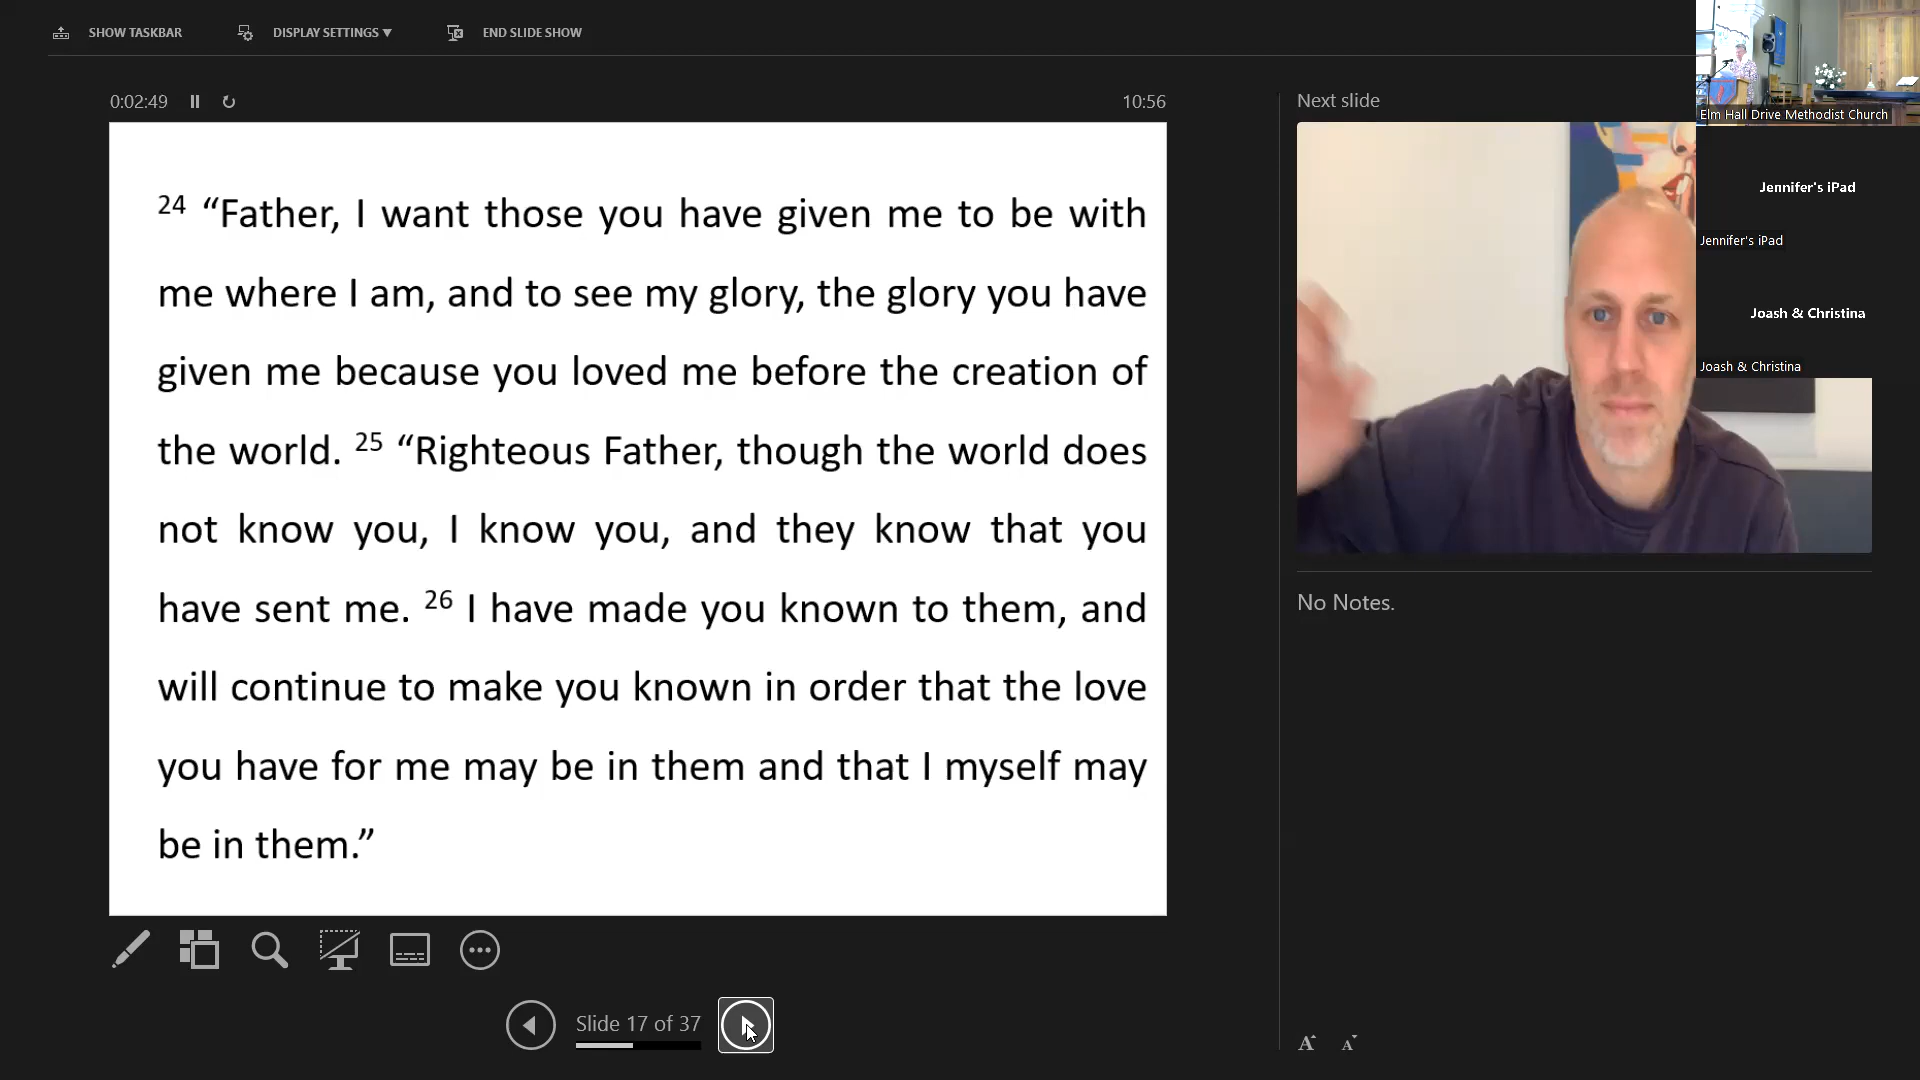 SHOW TASKBAR
DISPLAY SETTINGS ▼
END SLIDE SHOW
0:02:49
10:56
24 “Father, I want those you have given me to be with
me where I am, and to see my glory, the glory you have
given me because you loved me before the creation of
the world. 25 “Righteous Father, though the world does
not know you, I know you, and they know that you
have sent me. 26 I have made you known to them, and
will continue to make you known in order that the love
you have for me may be in them and that I myself may
be in them.”
Slide 17 of 37
Next slide
No Notes.
A
A
Elm Hall Drive Methodist Church
Jennifer's iPad
Jennifer's iPad
Joash & Christina
Joash & Christina